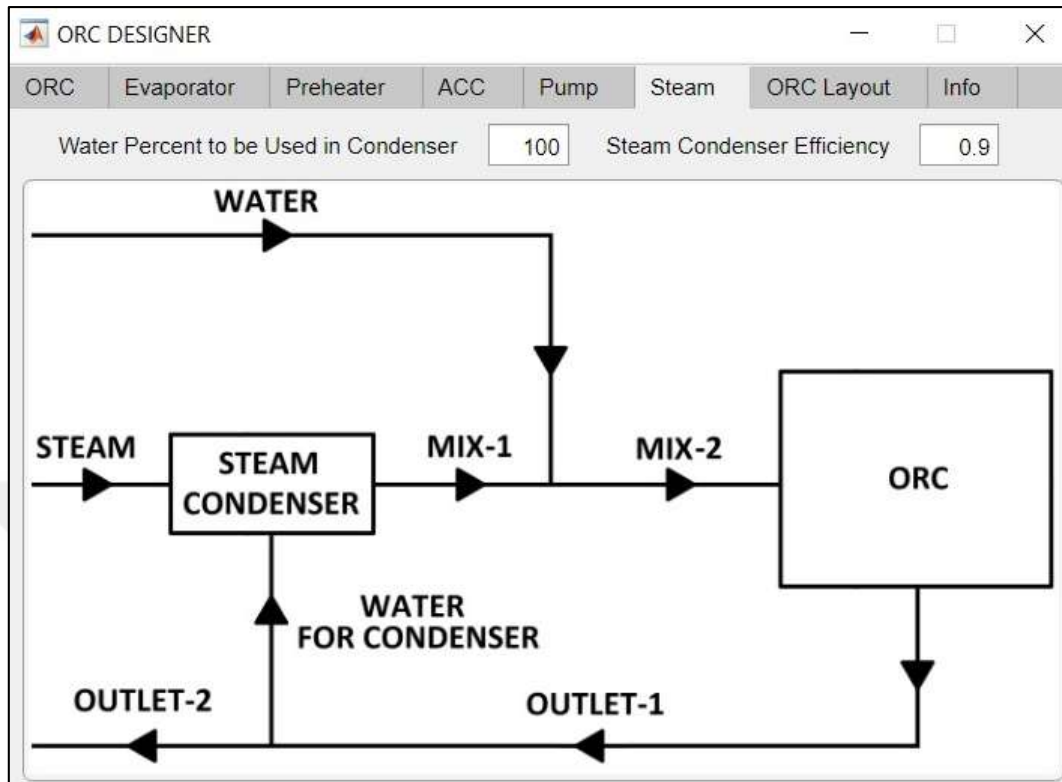 ORC DESIGNER
ORC Evaporator Preheater ACC Pump Steam ORC Layout Info
Water Percent to be Used in Condenser 100 Steam Condenser Efficiency 0.9
WATER
STEAM
STEAM
CONDENSER
MIX-1
MIX-2
ORC
WATER
FOR CONDENSER
OUTLET-2
OUTLET-1